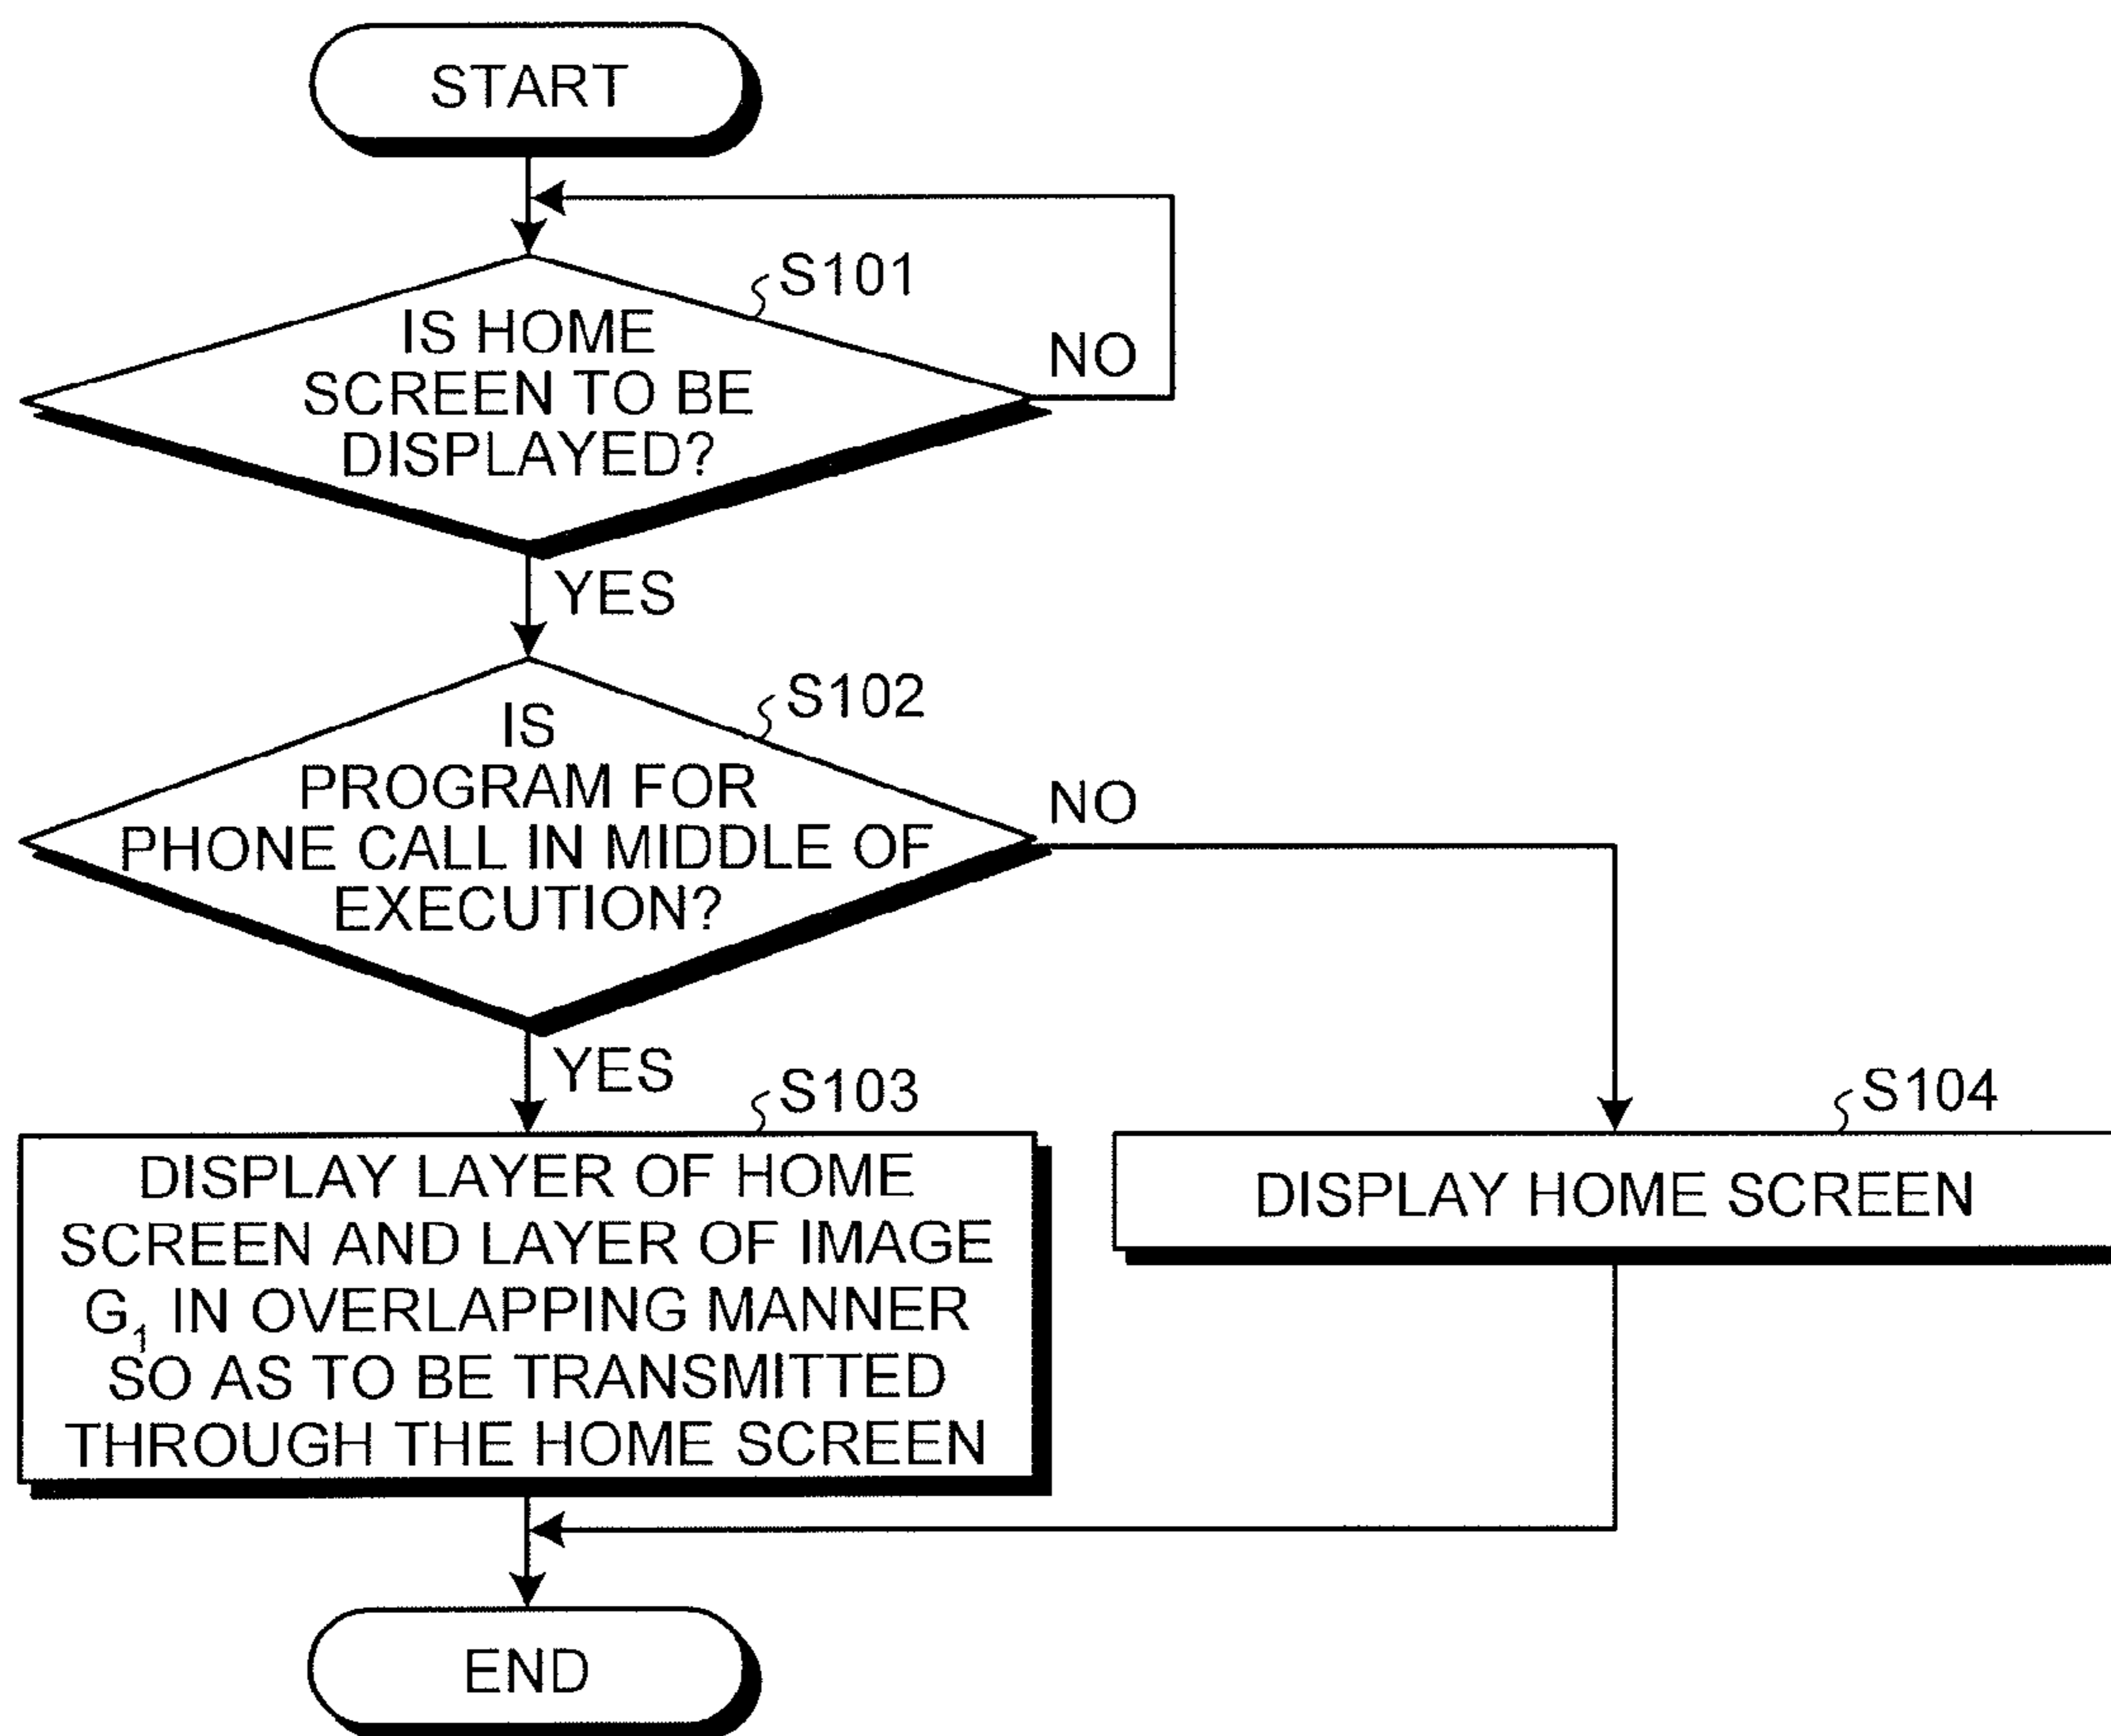 START
S101
IS HOME
SCREEN TO BE
DISPLAYED?
NO
YES
S102
IS
PROGRAM FOR
PHONE CALL IN MIDDLE OF
EXECUTION?
NO
YES
S103
DISPLAY LAYER OF HOME
SCREEN AND LAYER OF IMAGE
G₁ IN OVERLAPPING MANNER
SO AS TO BE TRANSMITTED
THROUGH THE HOME SCREEN
S104
DISPLAY HOME SCREEN
END